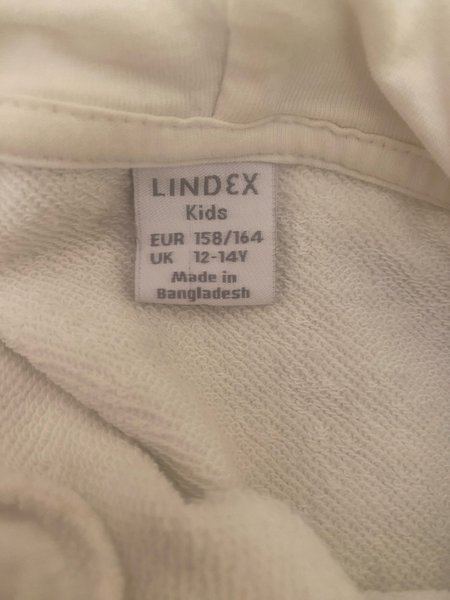 LINDEX
Kids
EUR 158/164
UK 12-14Y
Made in
Bangladesh